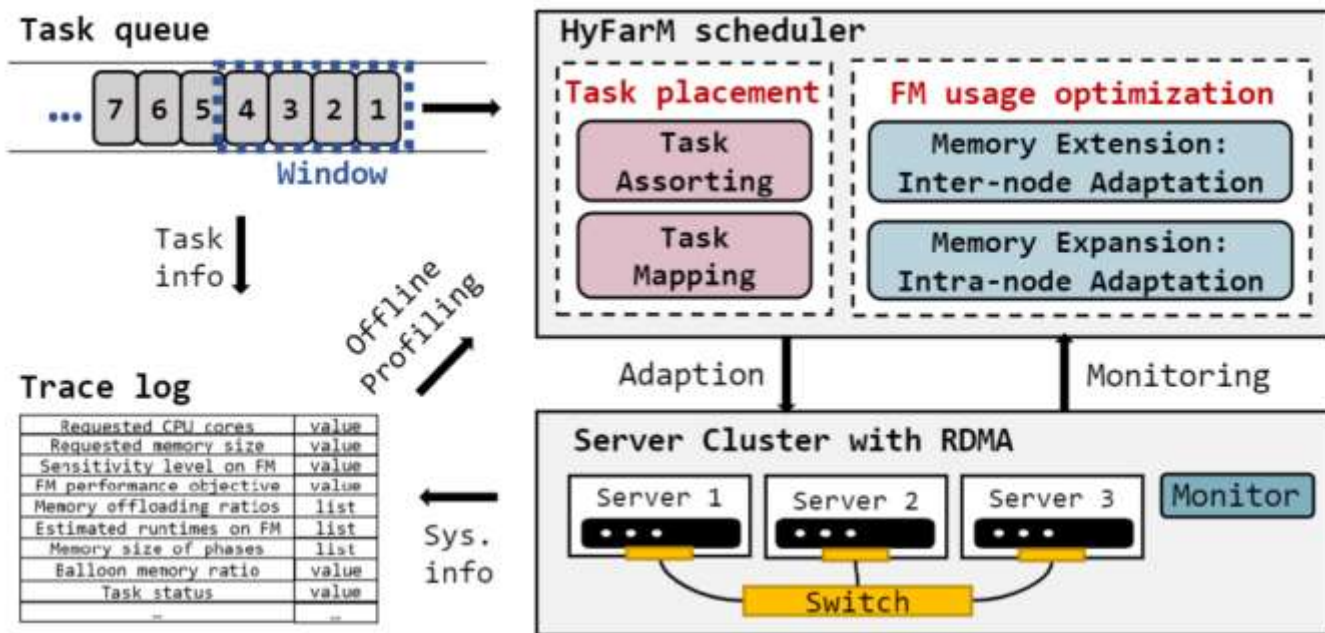 Task queue
... 7 6 5 4 3 2 1
Window
Task
info
Offline
Profiling
Trace log
Requested CPU cores value
Requested memory size value
Sensitivity level on FM value
FM performance objective value
Memory offloading ratios list
Estimated runtimes on FM list
Memory size of phases list
Balloon memory ratio value
Task status value
… …
Sys.
info
HyFarM scheduler
Task placement
Task
Assorting
Task
Mapping
FM usage optimization
Memory Extension:
Inter-node Adaptation
Memory Expansion:
Intra-node Adaptation
Adaption
Monitoring
Server Cluster with RDMA
Server 1
Server 2
Server 3
Monitor
Switch